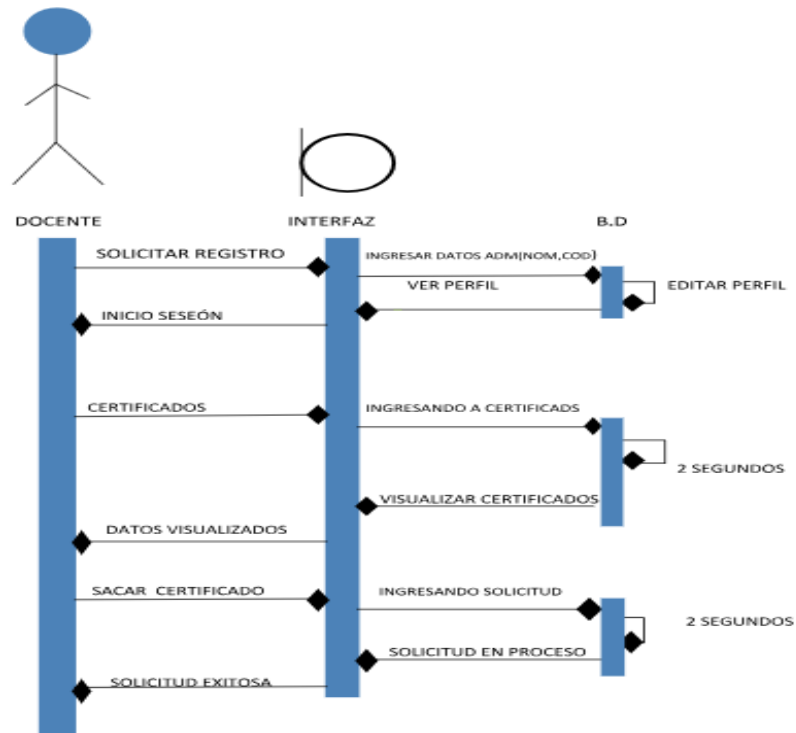 DOCENTE
INTERFAZ
B.D
SOLICITAR REGISTRO
INGRESAR DATOS ADM(NOM,COD)
VER PERFIL
EDITAR PERFIL
INICIO SESEÓN
CERTIFICADOS
INGRESANDO A CERTIFICADS
2 SEGUNDOS
VISUALIZAR CERTIFICADOS
DATOS VISUALIZADOS
SACAR CERTIFICADO
INGRESANDO SOLICITUD
2 SEGUNDOS
SOLICITUD EN PROCESO
SOLICITUD EXITOSA